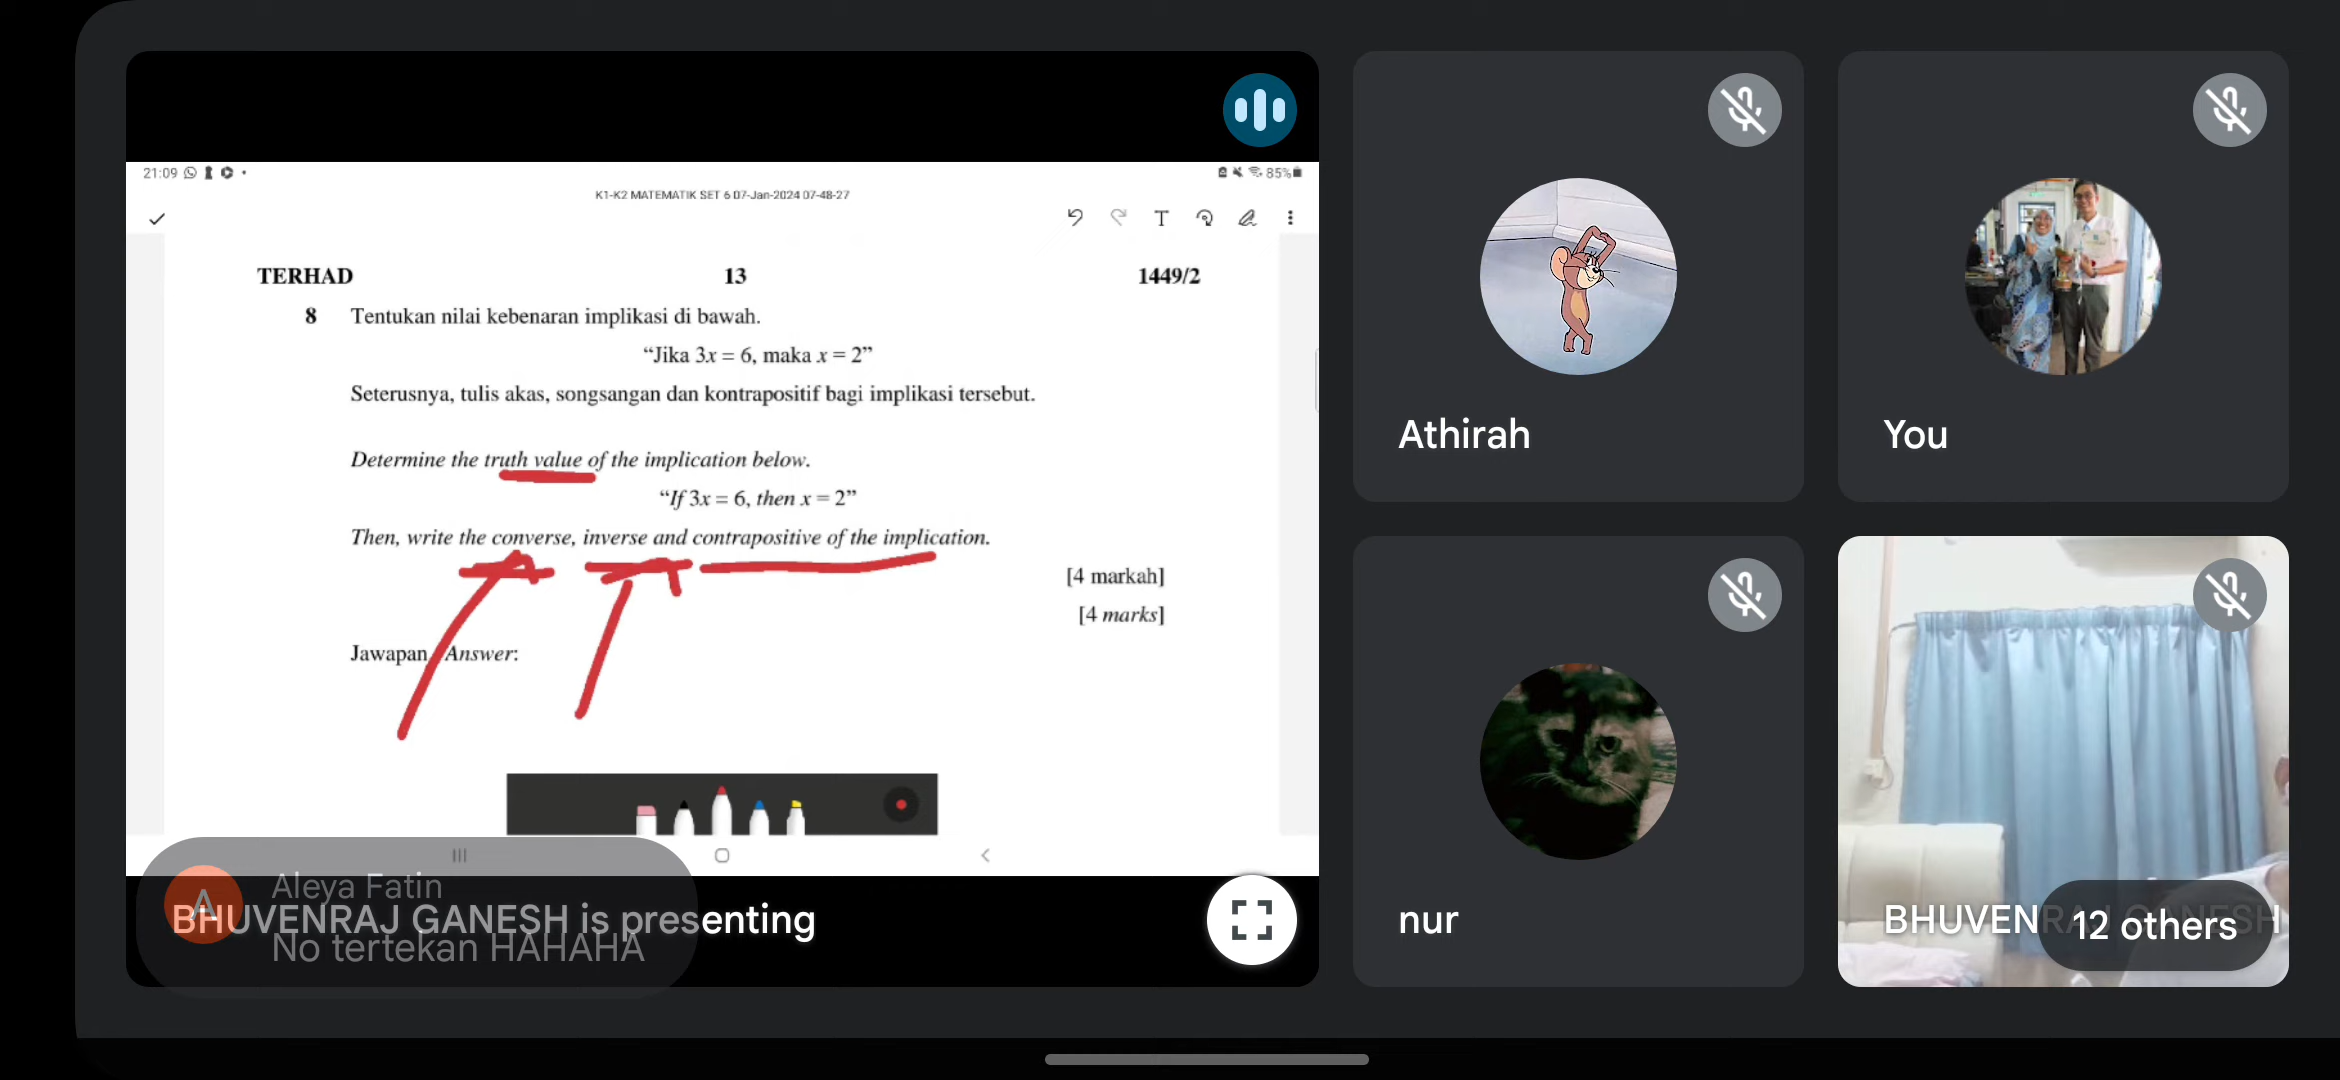 21:09
85%
K1-K2 MATEMATIK SET 6 07-Jan-2024 07-48-27
T
TERHAD 13 1449/2
8 Tentukan nilai kebenaran implikasi di bawah.
“Jika 3x = 6, maka x = 2”
Seterusnya, tulis akas, songsangan dan kontrapositif bagi implikasi tersebut.
Determine the truth value of the implication below.
“If 3x = 6, then x = 2”
Then, write the converse, inverse and contrapositive of the implication.
[4 markah]
[4 marks]
Jawapan Answer:
A
Aleya Fatin
No tertekan HAHAHA
BHUVENRAJ GANESH is presenting
Athirah
You
nur
BHUVENRAJ GANESH
12 others